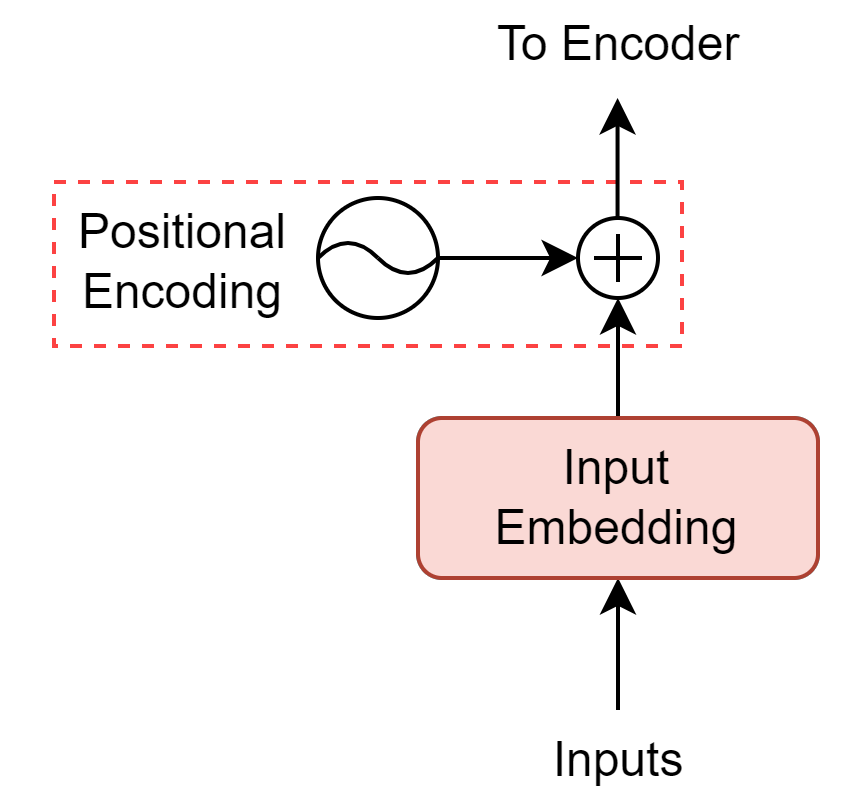 To Encoder
Positional
Encoding
Input
Embedding
Inputs